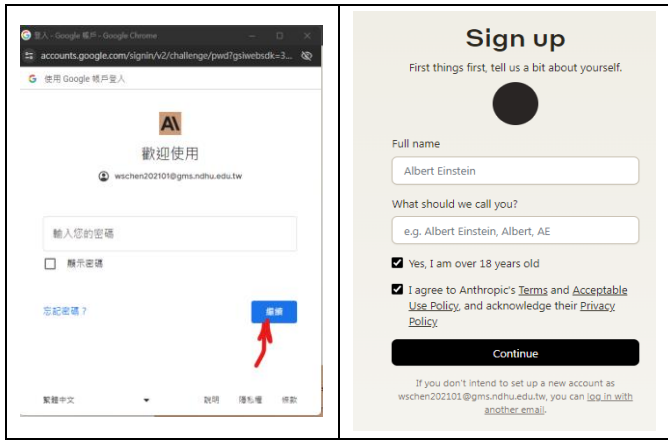 登入 - Google 帳戶 - Google Chrome
accounts.google.com/signin/v2/challenge/pwd?gsiwebsdk=3...
G 使用 Google 帳戶登入
A\
歡迎使用
wschen202101@gms.ndhu.edu.tw
輸入您的密碼
顯示密碼
忘記密碼？
繼續
繁體中文
說明 隱私權 條款
Sign up
First things first, tell us a bit about yourself.
Full name
Albert Einstein
What should we call you?
e.g. Albert Einstein, Albert, AE
Yes, I am over 18 years old
I agree to Anthropic's Terms and Acceptable
Use Policy, and acknowledge their Privacy
Policy
Continue
If you don't intend to set up a new account as
wschen202101@gms.ndhu.edu.tw, you can log in with
another email.